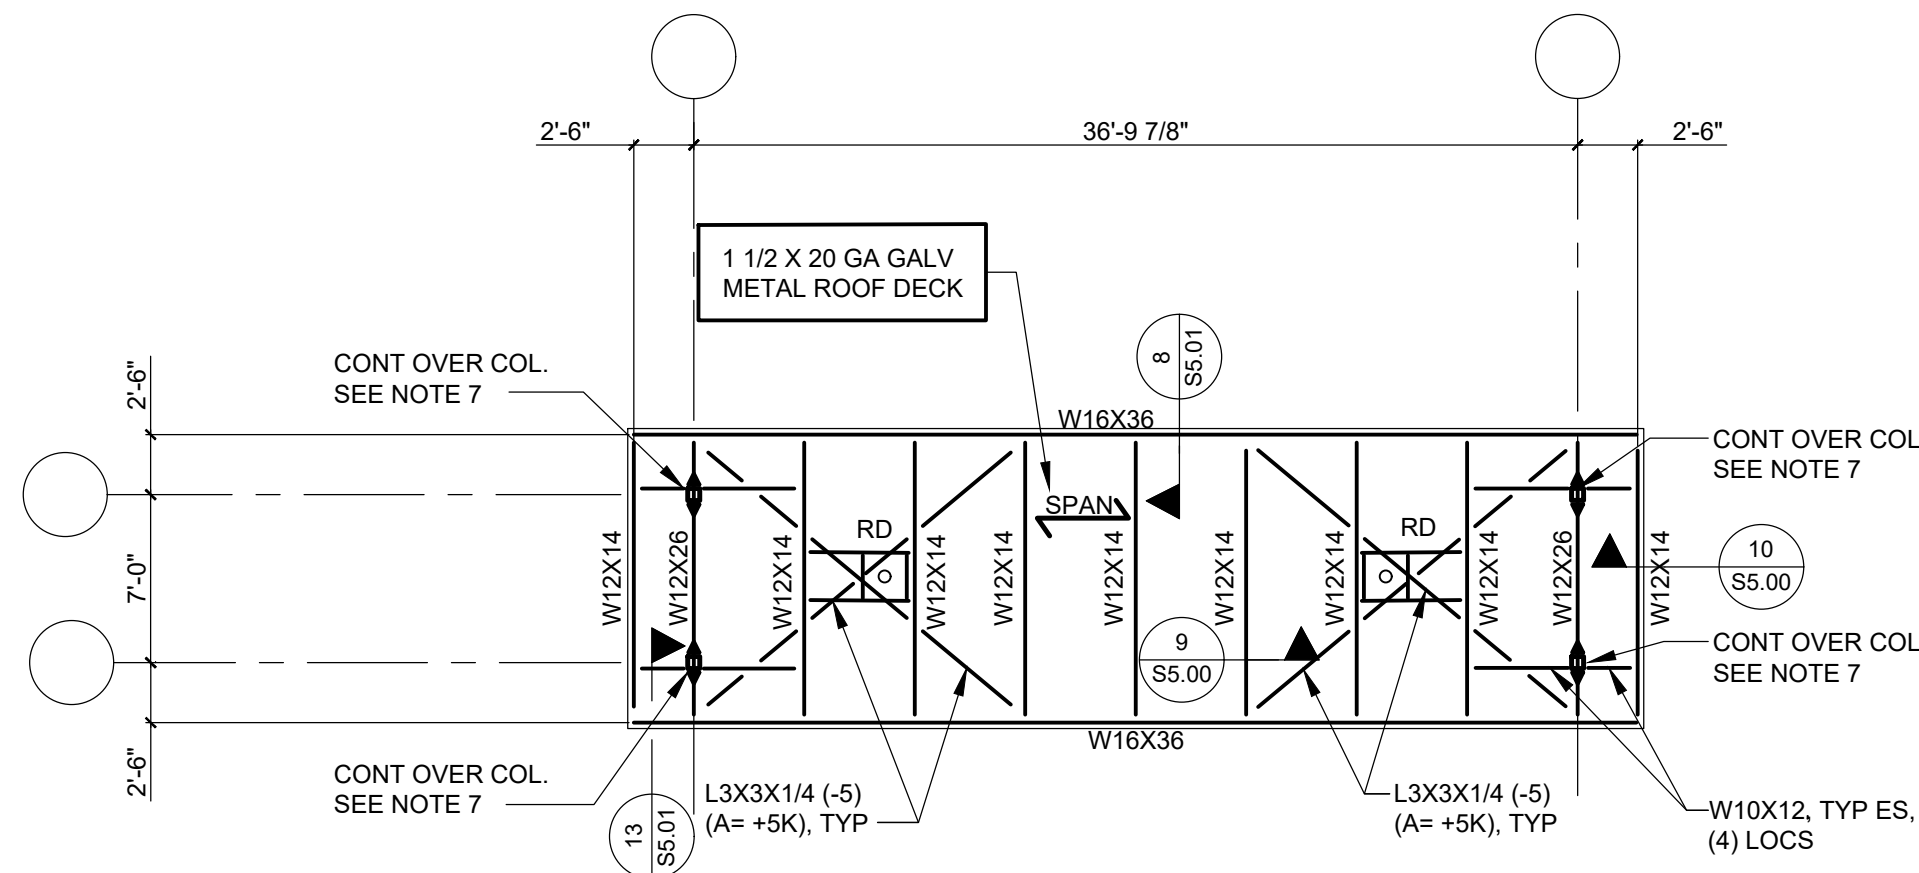 2'-6"
36'-9 7/8"
2'-6"
1 1/2 X 20 GA GALV
METAL ROOF DECK
8
S5.01
CONT OVER COL.
SEE NOTE 7
2'-6"
W16X36
CONT OVER COL
SEE NOTE 7
SPAN
RD
RD
7'-0"
W12X14
W12X26
W12X14
W12X14
W12X14
W12X14
W12X14
W12X14
W12X14
W12X26
W12X14
10
S5.00
9
S5.00
CONT OVER COL
SEE NOTE 7
2'-6"
W16X36
CONT OVER COL.
SEE NOTE 7
13
S5.01
L3X3X1/4 (-5)
(A= +5K), TYP
L3X3X1/4 (-5)
(A= +5K), TYP
W10X12, TYP ES,
(4) LOCS